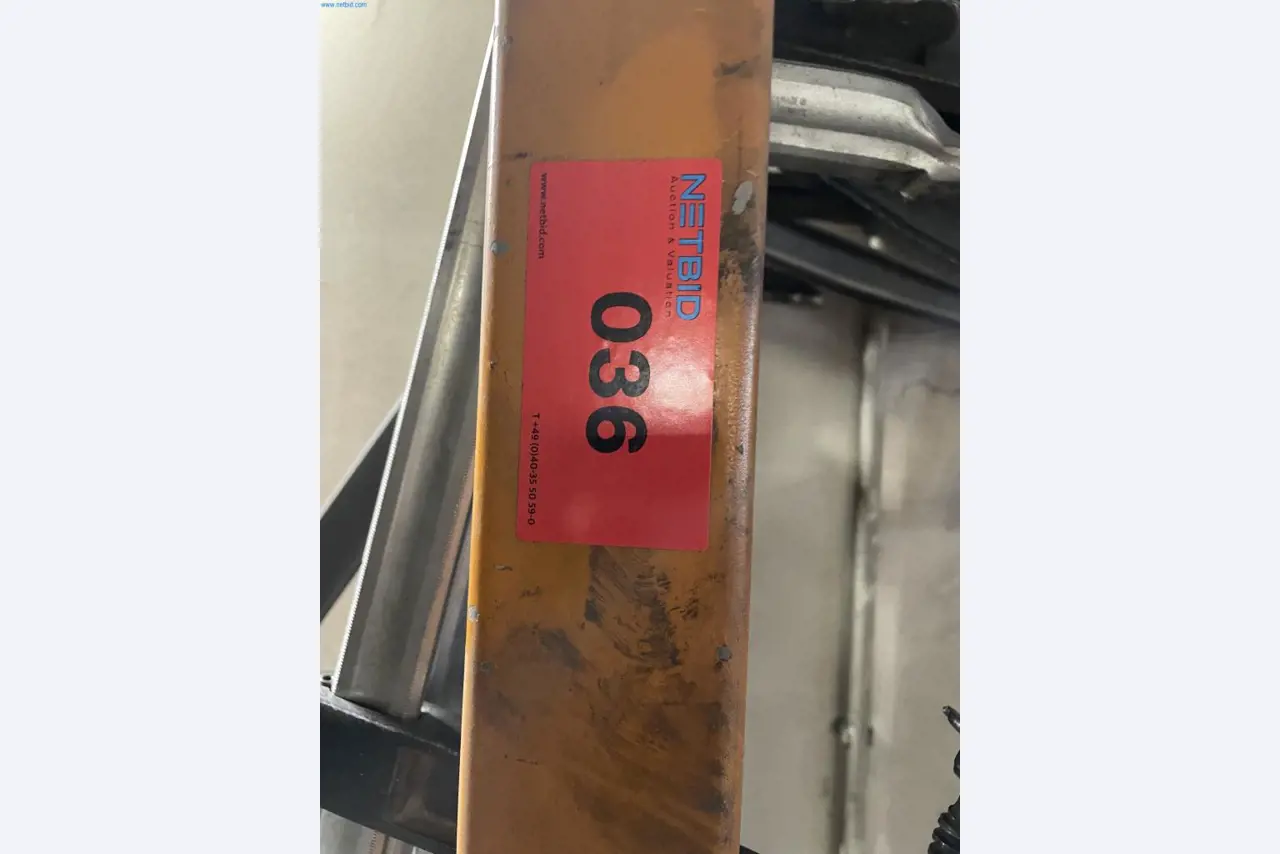 www.netbid.com
NETBID
Auction & Valuation
036
www.netbid.com
T +49 (0)40-35 50 59-0